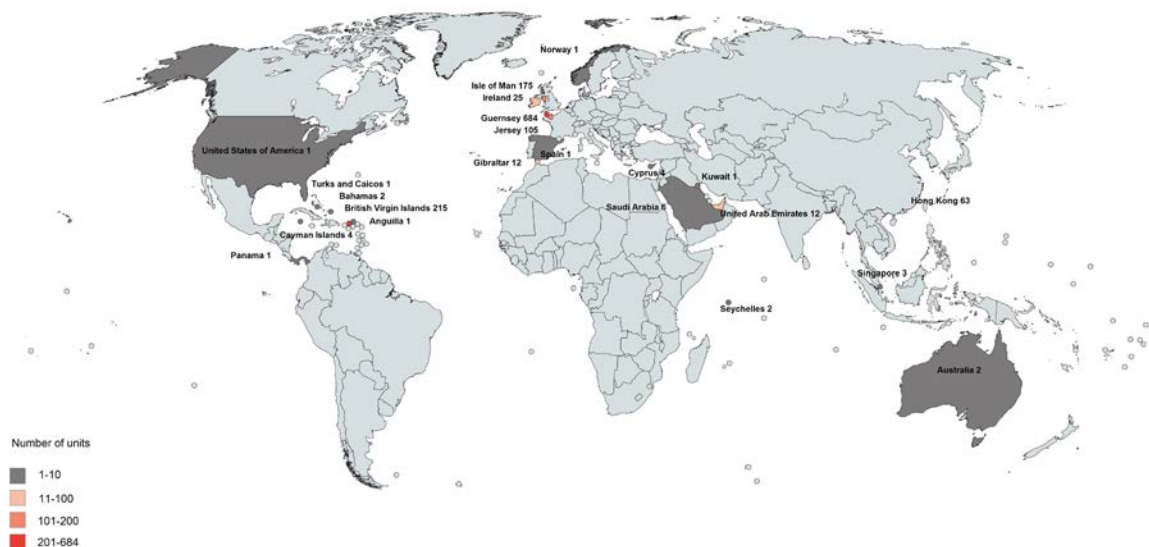 Norway 1
Isle of Man 175
Ireland 25
Guernsey 684
Jersey 105
United States of America 1
Spain 1
Gibraltar 12
Cyprus 4
Kuwait 1
Turks and Caicos 1
Bahamas 2
British Virgin Islands 215
Anguilla 1
Saudi Arabia 6
United Arab Emirates 12
Hong Kong 63
Cayman Islands 4
Panama 1
Singapore 3
Seychelles 2
Australia 2
Number of units
1-10
11-100
101-200
201-684